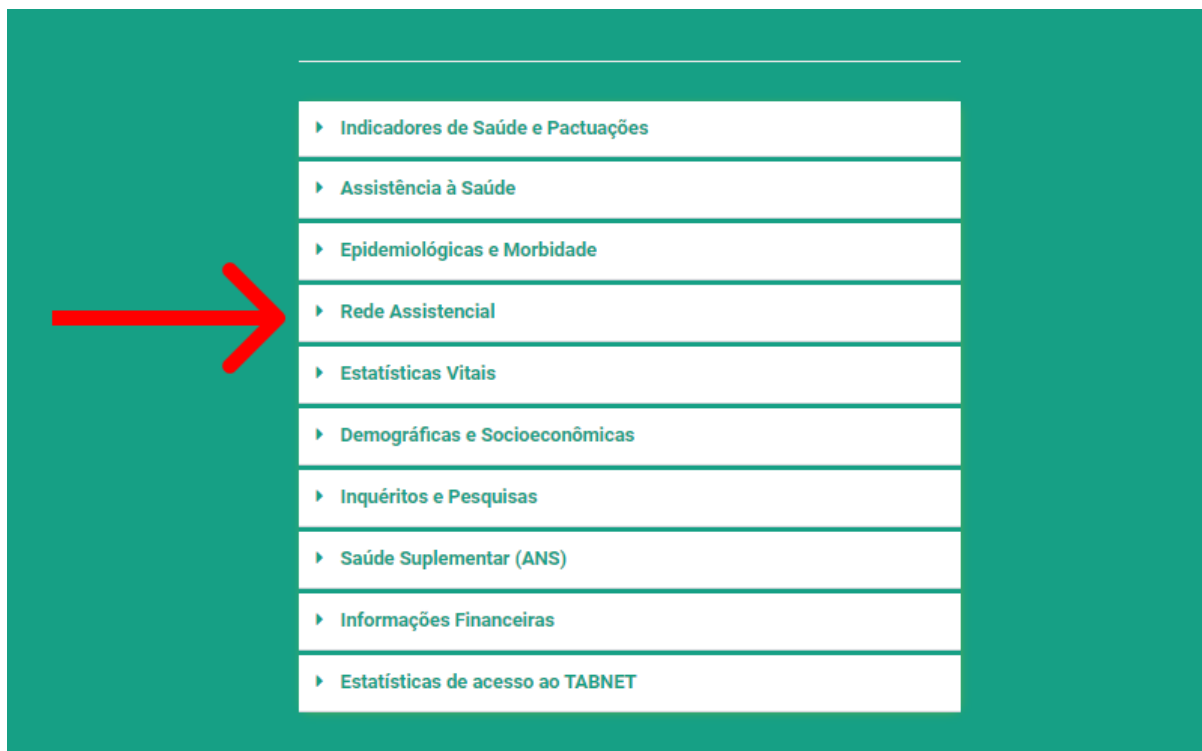 Indicadores de Saúde e Pactuações
Assistência à Saúde
Epidemiológicas e Morbidade
Rede Assistencial
Estatísticas Vitais
Demográficas e Socioeconômicas
Inquéritos e Pesquisas
Saúde Suplementar (ANS)
Informações Financeiras
Estatísticas de acesso ao TABNET